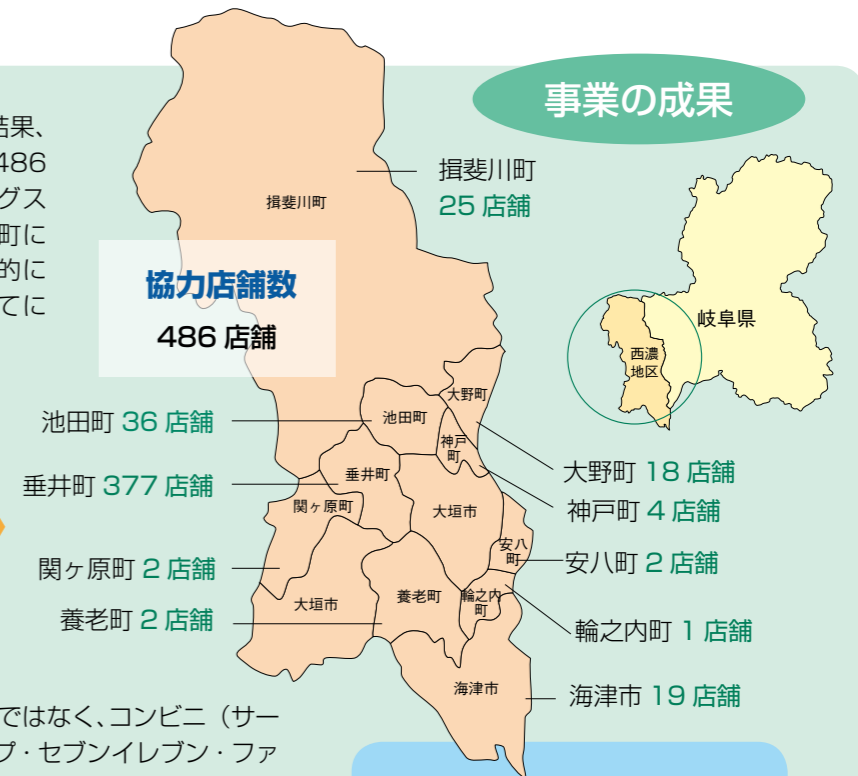 事業の成果
結果、
486
グス
町に
的に
てに
揖斐川町
25 店舗
揖斐川町
協力店舗数
486 店舗
岐阜県
西濃
地区
大野町
池田町
神戸
町
池田町 36 店舗
垂井町
大野町 18 店舗
垂井町 377 店舗
関ヶ原町
大垣市
神戸町 4 店舗
安八
町
安八町 2 店舗
関ヶ原町 2 店舗
大垣市
養老町
輪之内
町
養老町 2 店舗
輪之内町 1 店舗
海津市
海津市 19 店舗
ではなく、コンビニ（サー
プ・セブンイレブン・ファ